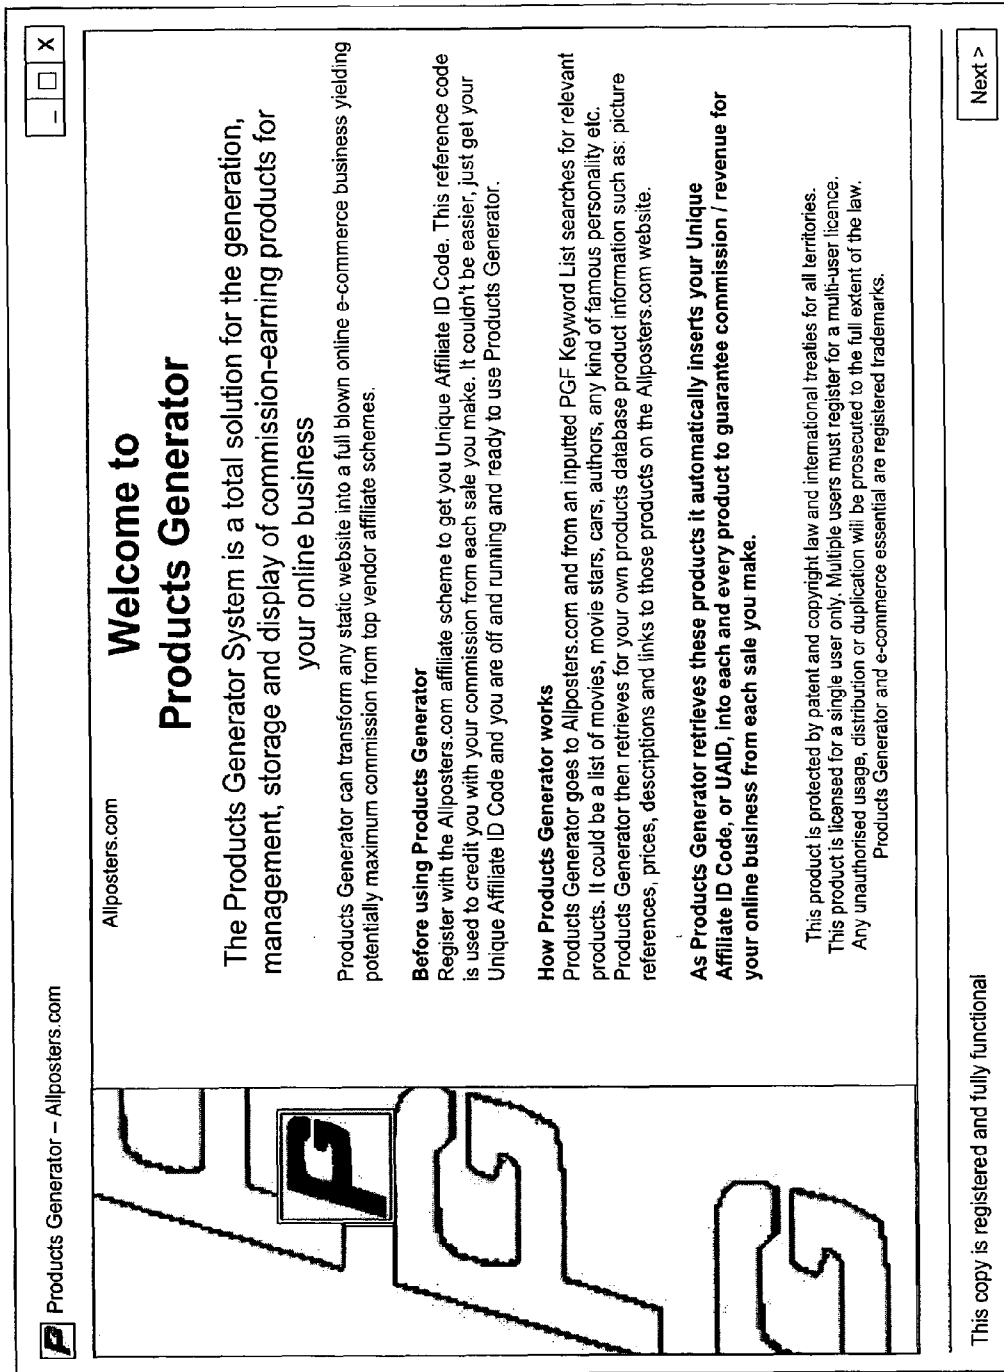 Products Generator – Allposters.com
_ □ X
Allposters.com
Welcome to
Products Generator
The Products Generator System is a total solution for the generation,
management, storage and display of commission-earning products for
your online business
Products Generator can transform any static website into a full blown online e-commerce business yielding
potentially maximum commission from top vendor affiliate schemes.
Before using Products Generator
Register with the Allposters.com affiliate scheme to get you Unique Affiliate ID Code. This reference code
is used to credit you with your commission from each sale you make. It couldn't be easier, just get your
Unique Affiliate ID Code and you are off and running and ready to use Products Generator.
How Products Generator works
Products Generator goes to Allposters.com and from an inputted PGF Keyword List searches for relevant
products. It could be a list of movies, movie stars, cars, authors, any kind of famous personality etc.
Products Generator then retrieves for your own products database product information such as: picture
references, prices, descriptions and links to those products on the Allposters.com website.
As Products Generator retrieves these products it automatically inserts your Unique
Affiliate ID Code, or UAID, into each and every product to guarantee commission / revenue for
your online business from each sale you make.
This product is protected by patent and copyright law and international treaties for all territories.
This product is licensed for a single user only. Multiple users must register for a multi-user licence.
Any unauthorised usage, distribution or duplication will be prosecuted to the full extent of the law.
Products Generator and e-commerce essential are registered trademarks.
This copy is registered and fully functional
Next >